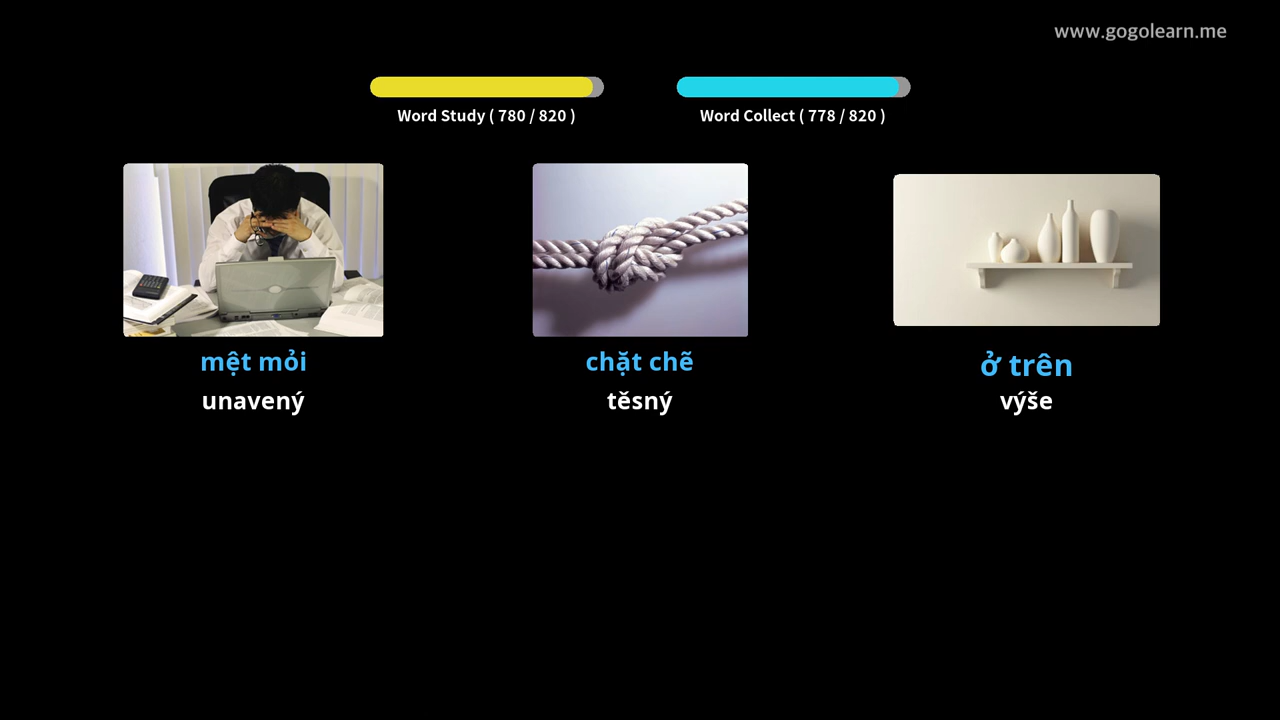 www.gogolearn.me
Word Study ( 780 / 820 )
Word Collect ( 778 / 820 )
mệt mỏi
unavený
chặt chẽ
těsný
ở trên
výše